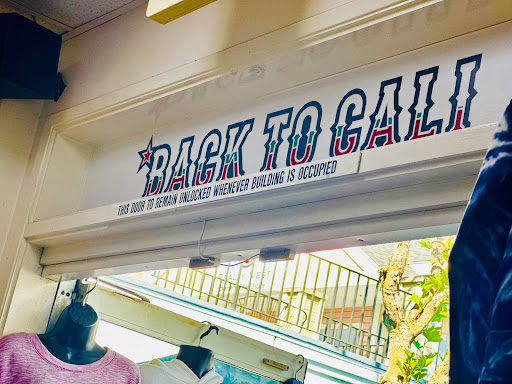 BACK TO CALI
THIS DOOR TO REMAIN UNLOCKED WHENEVER BUILDING IS OCCUPIED